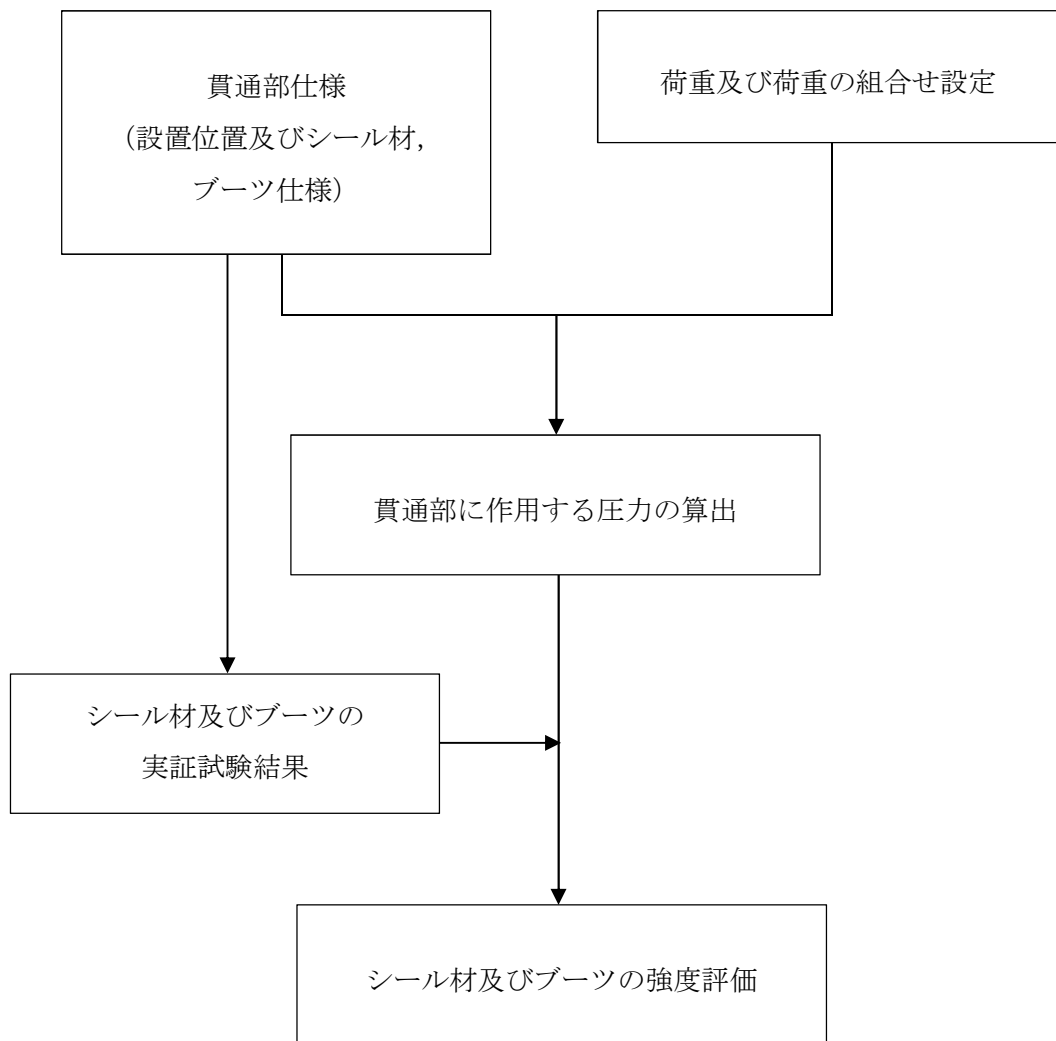 貫通部仕様
（設置位置及びシール材，
ブーツ仕様）
荷重及び荷重の組合せ設定
貫通部に作用する圧力の算出
シール材及びブーツの
実証試験結果
シール材及びブーツの強度評価